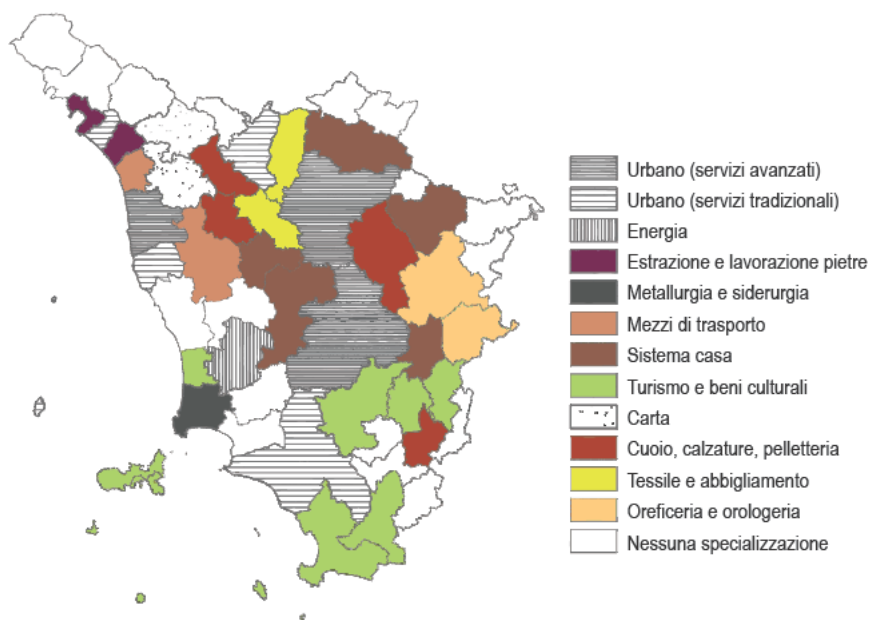 Urbano (servizi avanzati)
Urbano (servizi tradizionali)
Energia
Estrazione e lavorazione pietre
Metallurgia e siderurgia
Mezzi di trasporto
Sistema casa
Turismo e beni culturali
Carta
Cuoio, calzature, pelletteria
Tessile e abbigliamento
Oreficeria e orologeria
Nessuna specializzazione